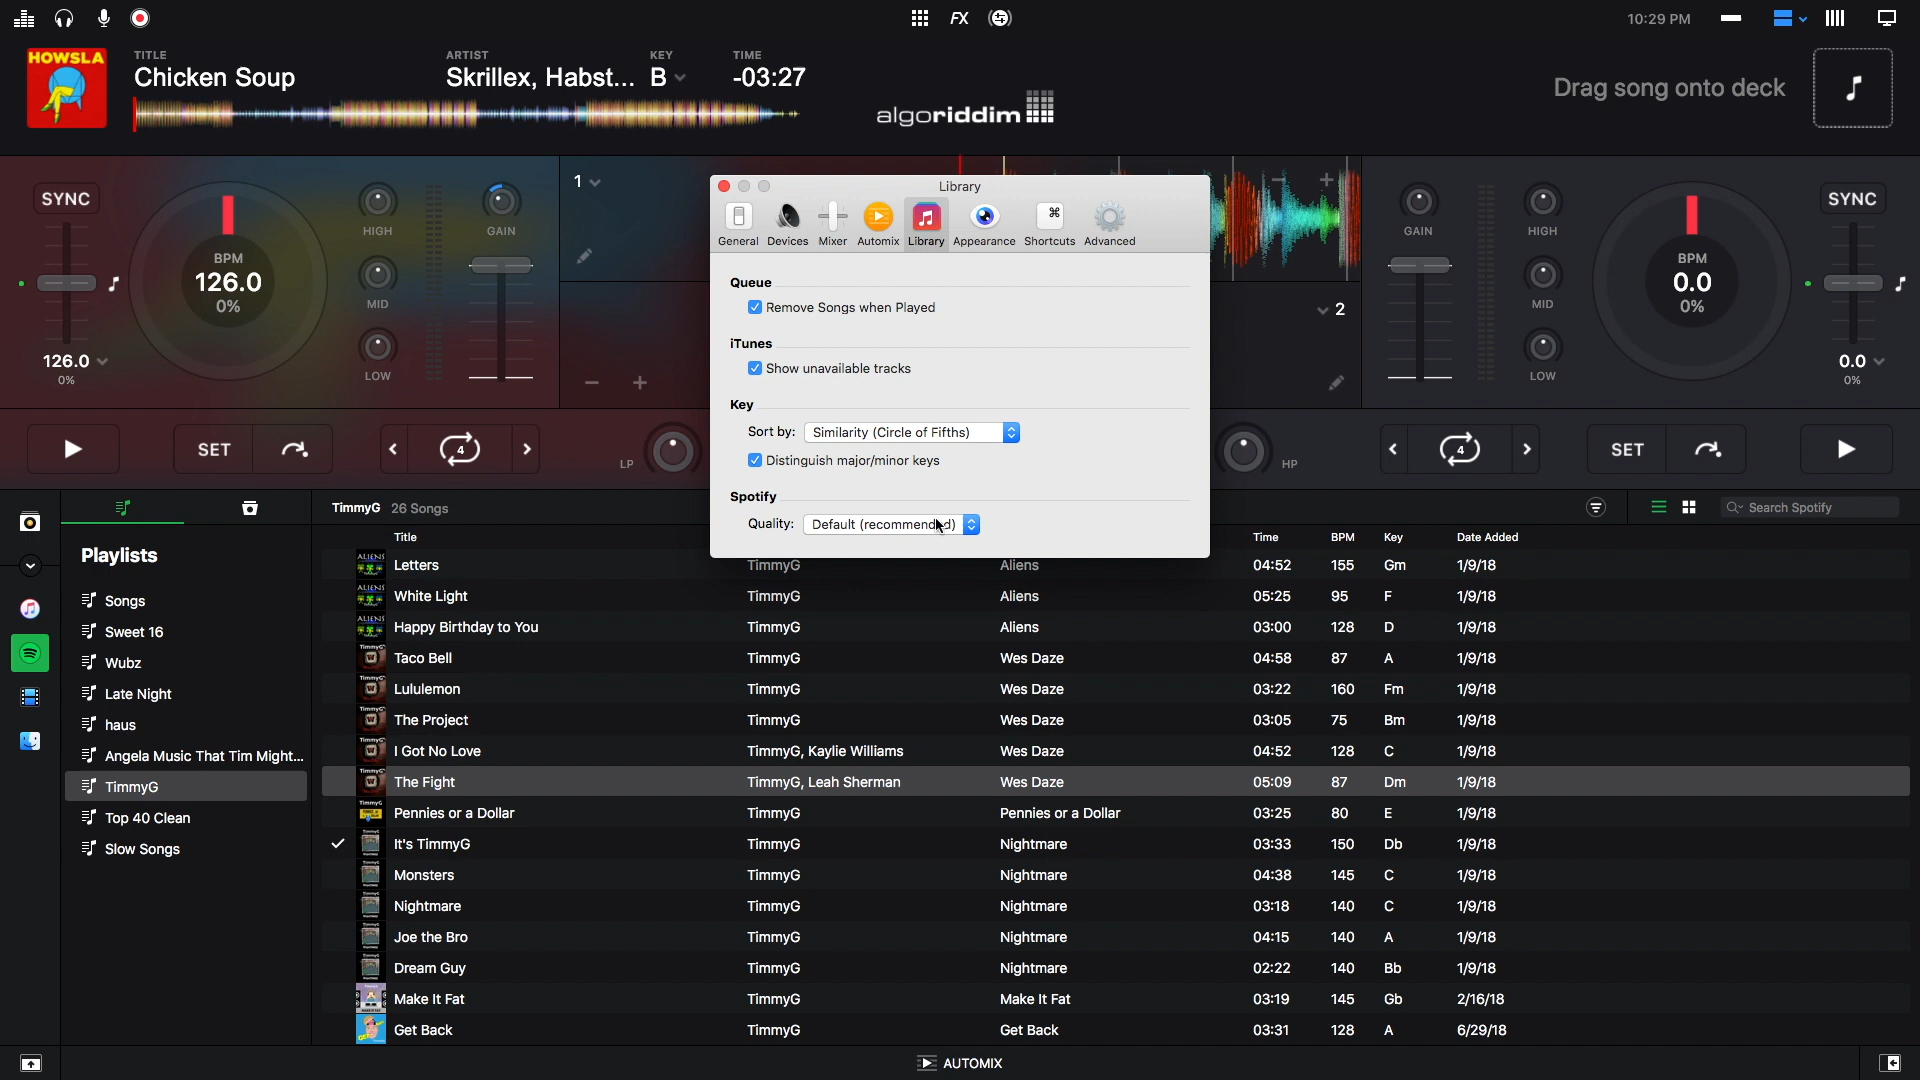 FX
10:29 PM
HOWSLA
TITLE ARTIST KEY TIME
Chicken Soup Skrillex, Habst... B -03:27
algoriddim
Drag song onto deck
SYNC
HIGH
MID
LOW
GAIN
BPM
126.0
0%
126.0
0%
1
Library
General Devices Mixer Automix Library Appearance Shortcuts Advanced
Queue
Remove Songs when Played
iTunes
Show unavailable tracks
Key
Sort by: Similarity (Circle of Fifths)
Distinguish major/minor keys
Spotify
Quality: Default (recommended)
2
GAIN
HIGH
MID
LOW
BPM
0.0
0%
SYNC
0.0
0%
SET 4 LP HP 4 SET
TimmyG 26 Songs
Search Spotify
Playlists
Songs
Sweet 16
Wubz
Late Night
haus
Angela Music That Tim Might...
TimmyG
Top 40 Clean
Slow Songs
Title Time BPM Key Date Added
Letters TimmyG Aliens 04:52 155 Gm 1/9/18
White Light TimmyG Aliens 05:25 95 F 1/9/18
Happy Birthday to You TimmyG Aliens 03:00 128 D 1/9/18
Taco Bell TimmyG Wes Daze 04:58 87 A 1/9/18
Lululemon TimmyG Wes Daze 03:22 160 Fm 1/9/18
The Project TimmyG Wes Daze 03:05 75 Bm 1/9/18
I Got No Love TimmyG, Kaylie Williams Wes Daze 04:52 128 C 1/9/18
The Fight TimmyG, Leah Sherman Wes Daze 05:09 87 Dm 1/9/18
Pennies or a Dollar TimmyG Pennies or a Dollar 03:25 80 E 1/9/18
It's TimmyG TimmyG Nightmare 03:33 150 Db 1/9/18
Monsters TimmyG Nightmare 04:38 145 C 1/9/18
Nightmare TimmyG Nightmare 03:18 140 C 1/9/18
Joe the Bro TimmyG Nightmare 04:15 140 A 1/9/18
Dream Guy TimmyG Nightmare 02:22 140 Bb 1/9/18
Make It Fat TimmyG Make It Fat 03:19 145 Gb 2/16/18
Get Back TimmyG Get Back 03:31 128 A 6/29/18
AUTOMIX